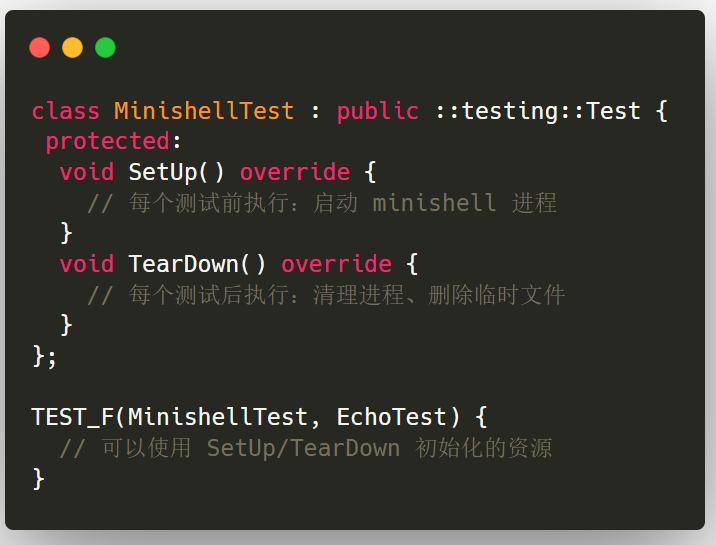 class MinishellTest : public ::testing::Test {
 protected:
  void SetUp() override {
    // 每个测试前执行：启动 minishell 进程
  }
  void TearDown() override {
    // 每个测试后执行：清理进程、删除临时文件
  }
};

TEST_F(MinishellTest, EchoTest) {
  // 可以使用 SetUp/TearDown 初始化的资源
}